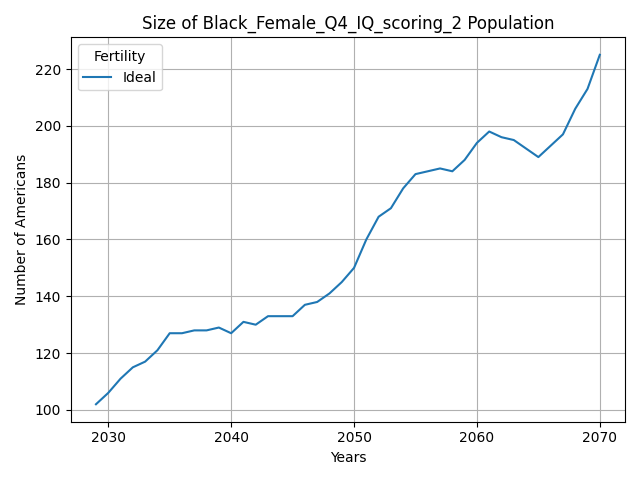 Size of Black_Female_Q4_IQ_scoring_2 Population
Fertility
Ideal
Number of Americans
220
200
180
160
140
120
100
2030 2040 2050 2060 2070
Years